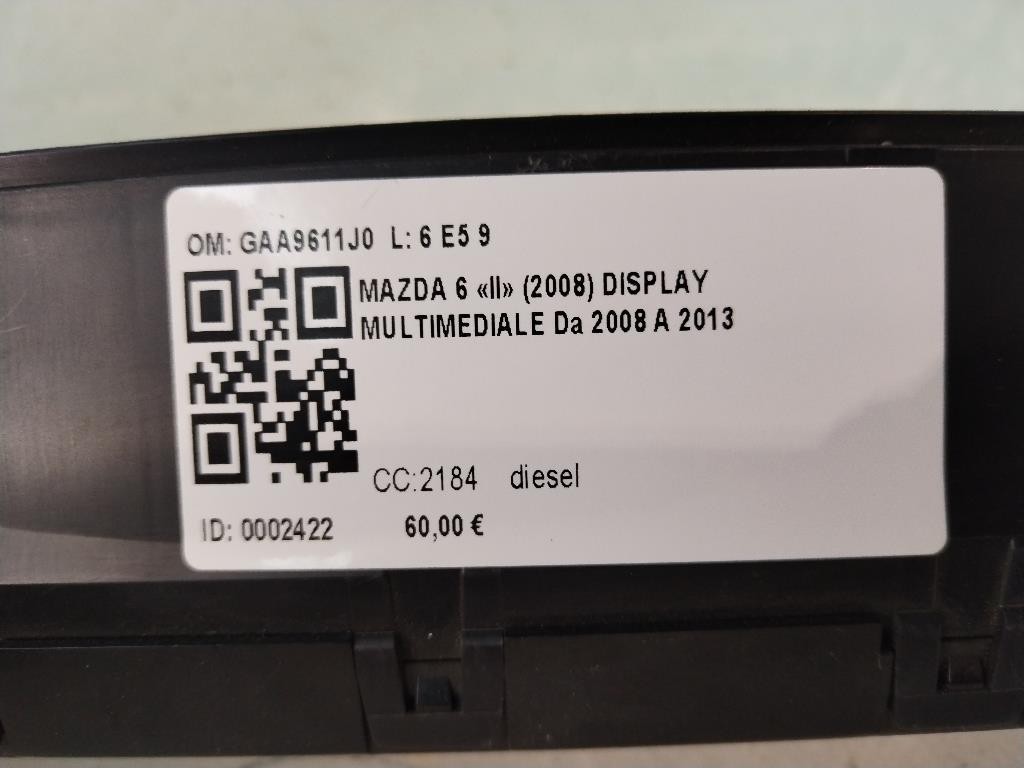 OM: GAA9611J0 L: 6 E5 9
MAZDA 6 «II» (2008) DISPLAY
MULTIMEDIALE Da 2008 A 2013
CC:2184 diesel
ID: 0002422 60,00 €